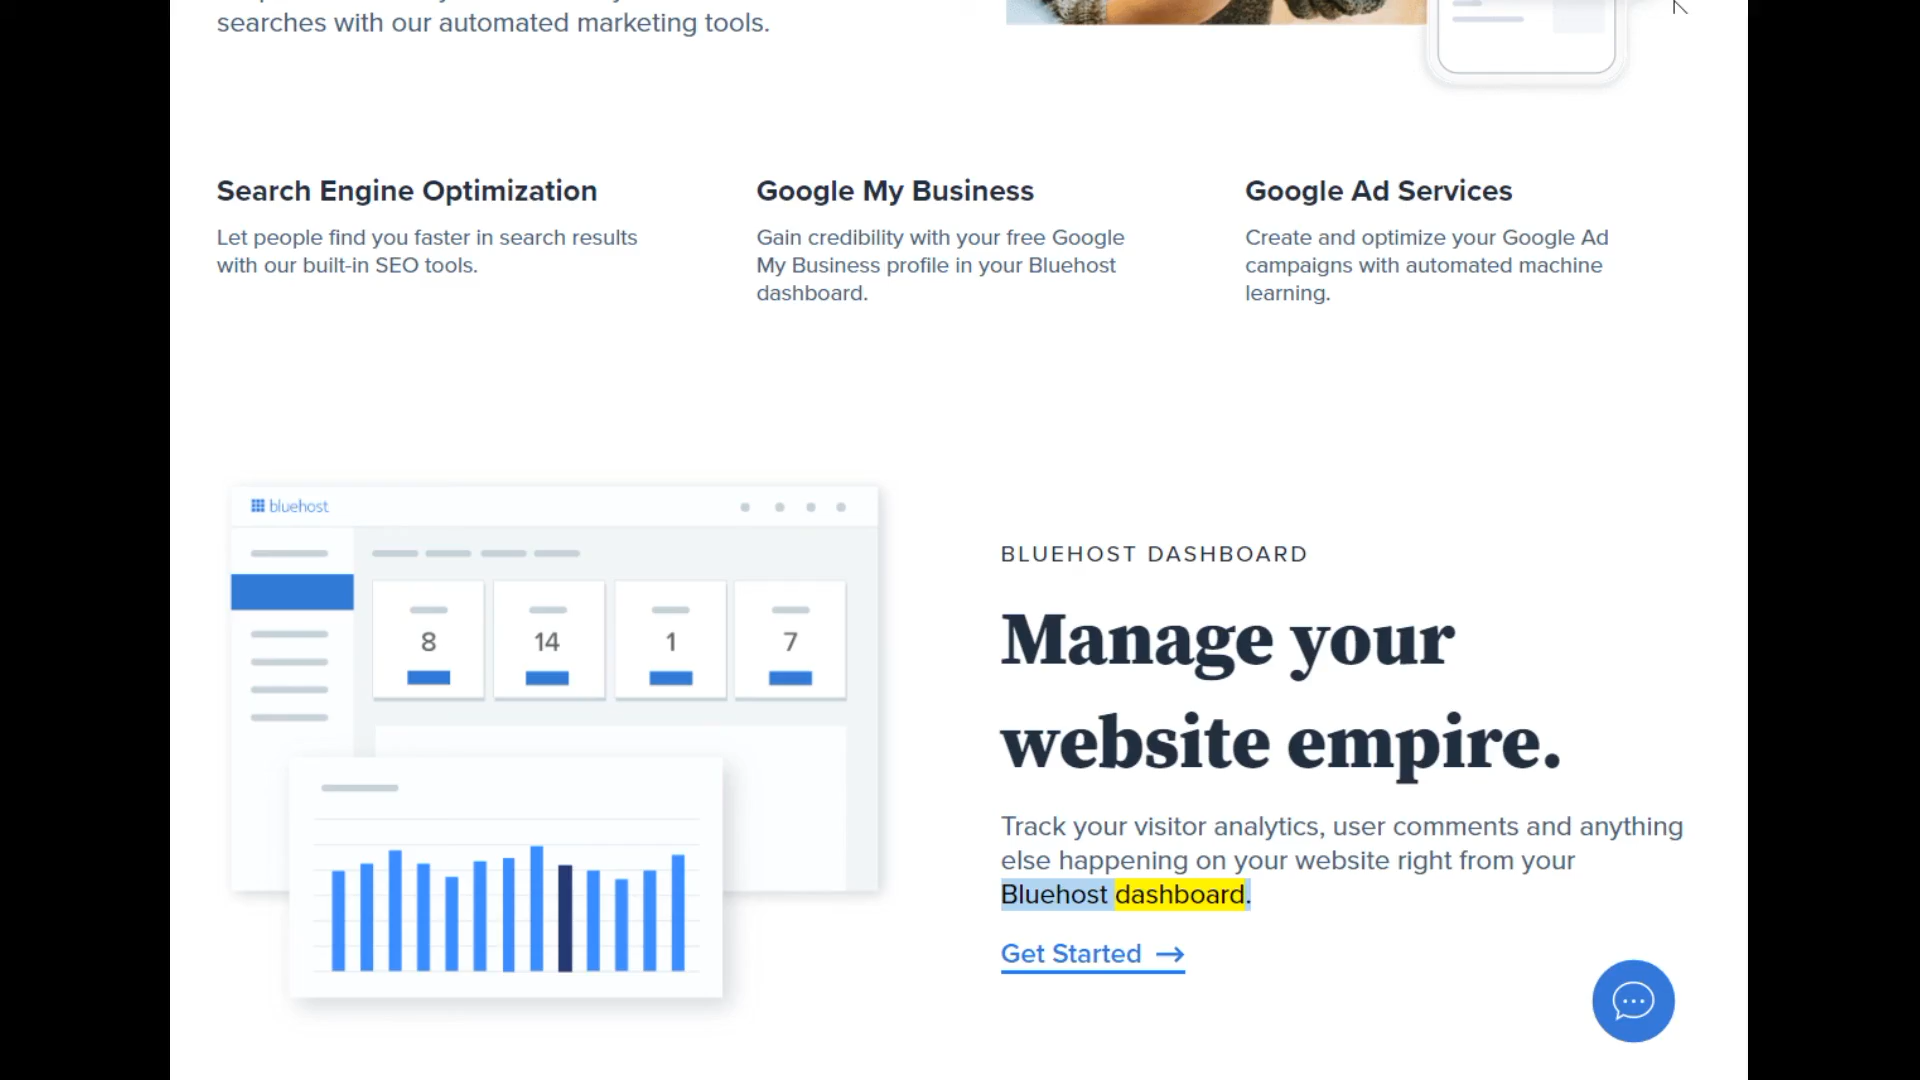 searches with our automated marketing tools.
Search Engine Optimization
Let people find you faster in search results
with our built-in SEO tools.
Google My Business
Gain credibility with your free Google
My Business profile in your Bluehost
dashboard.
Google Ad Services
Create and optimize your Google Ad
campaigns with automated machine
learning.
bluehost
8
14
1
7
BLUEHOST DASHBOARD
Manage your
website empire.
Track your visitor analytics, user comments and anything
else happening on your website right from your
Bluehost dashboard.
Get Started →